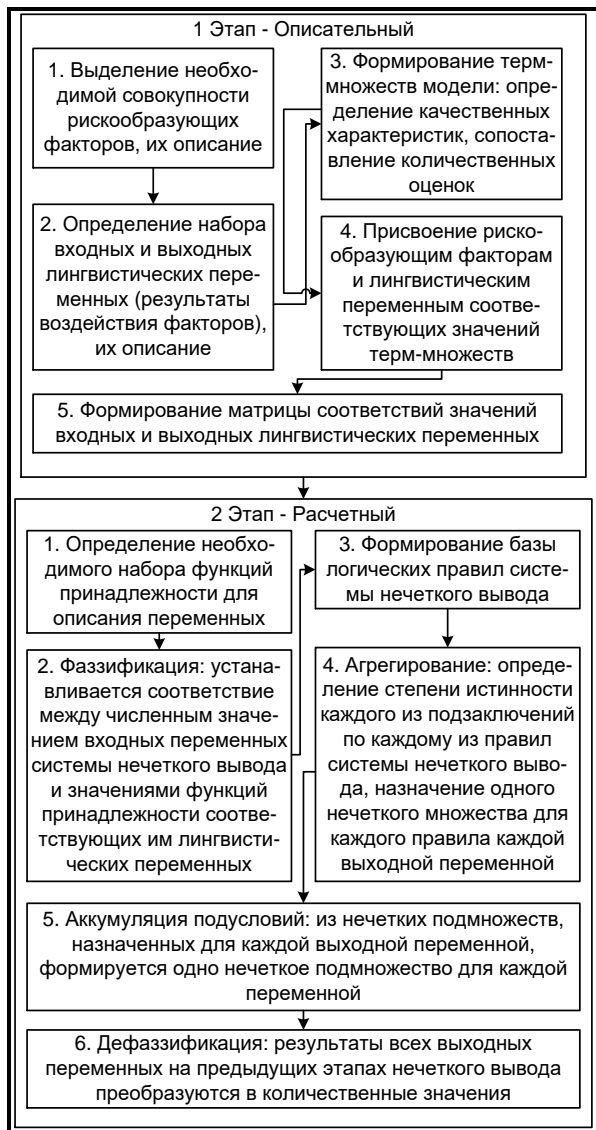 1 Этап - Описательный
1. Выделение необхо-
димой совокупности
рискообразующих
факторов, их описание
2. Определение набора
входных и выходных
лингвистических пере-
менных (результаты
воздействия факторов),
их описание
3. Формирование терм-
множеств модели: опре-
деление качественных
характеристик, сопоста-
вление количественных
оценок
4. Присвоение риско-
образующим факторам
и лингвистическим
переменным соответ-
ствующих значений
терм-множеств
5. Формирование матрицы соответствий значений
входных и выходных лингвистических переменных
2 Этап - Расчетный
1. Определение необхо-
димого набора функций
принадлежности для
описания переменных
2. Фаззификация: устана-
вливается соответствие
между численным значе-
нием входных переменных
системы нечеткого вывода
и значениями функций
принадлежности соотве-
тствующих им лингвисти-
ческих переменных
3. Формирование базы
логических правил систе-
мы нечеткого вывода
4. Агрегирование: опреде-
ление степени истинности
каждого из подзаключений
по каждому из правил
системы нечеткого выво-
да, назначение одного
нечеткого множества для
каждого правила каждой
выходной переменной
5. Аккумуляция подусловий: из нечетких подмножеств,
назначенных для каждой выходной переменной,
формируется одно нечеткое подмножество для каждой
переменной
6. Дефаззификация: результаты всех выходных
переменных на предыдущих этапах нечеткого вывода
преобразуются в количественные значения